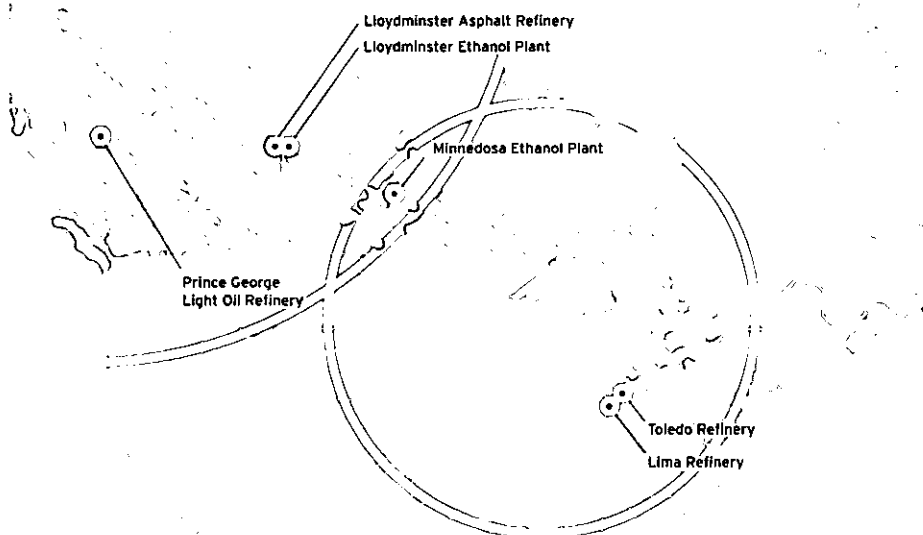 Lloydminster Asphalt Refinery
Lloydminster Ethanol Plant
Minnedosa Ethanol Plant
Prince George
Light Oil Refinery
Toledo Refinery
Lima Refinery